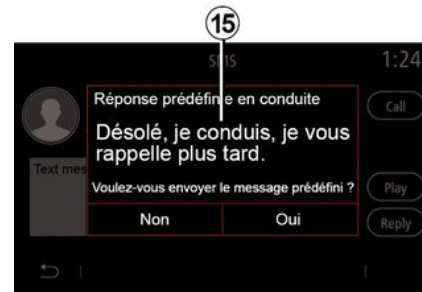 15
SMS
1:24
Call
Réponse prédéfinie en conduite
Désolé, je conduis, je vous
rappelle plus tard.
Text mes
Voulez-vous envoyer le message prédéfini ?
Play
Non
Oui
Reply